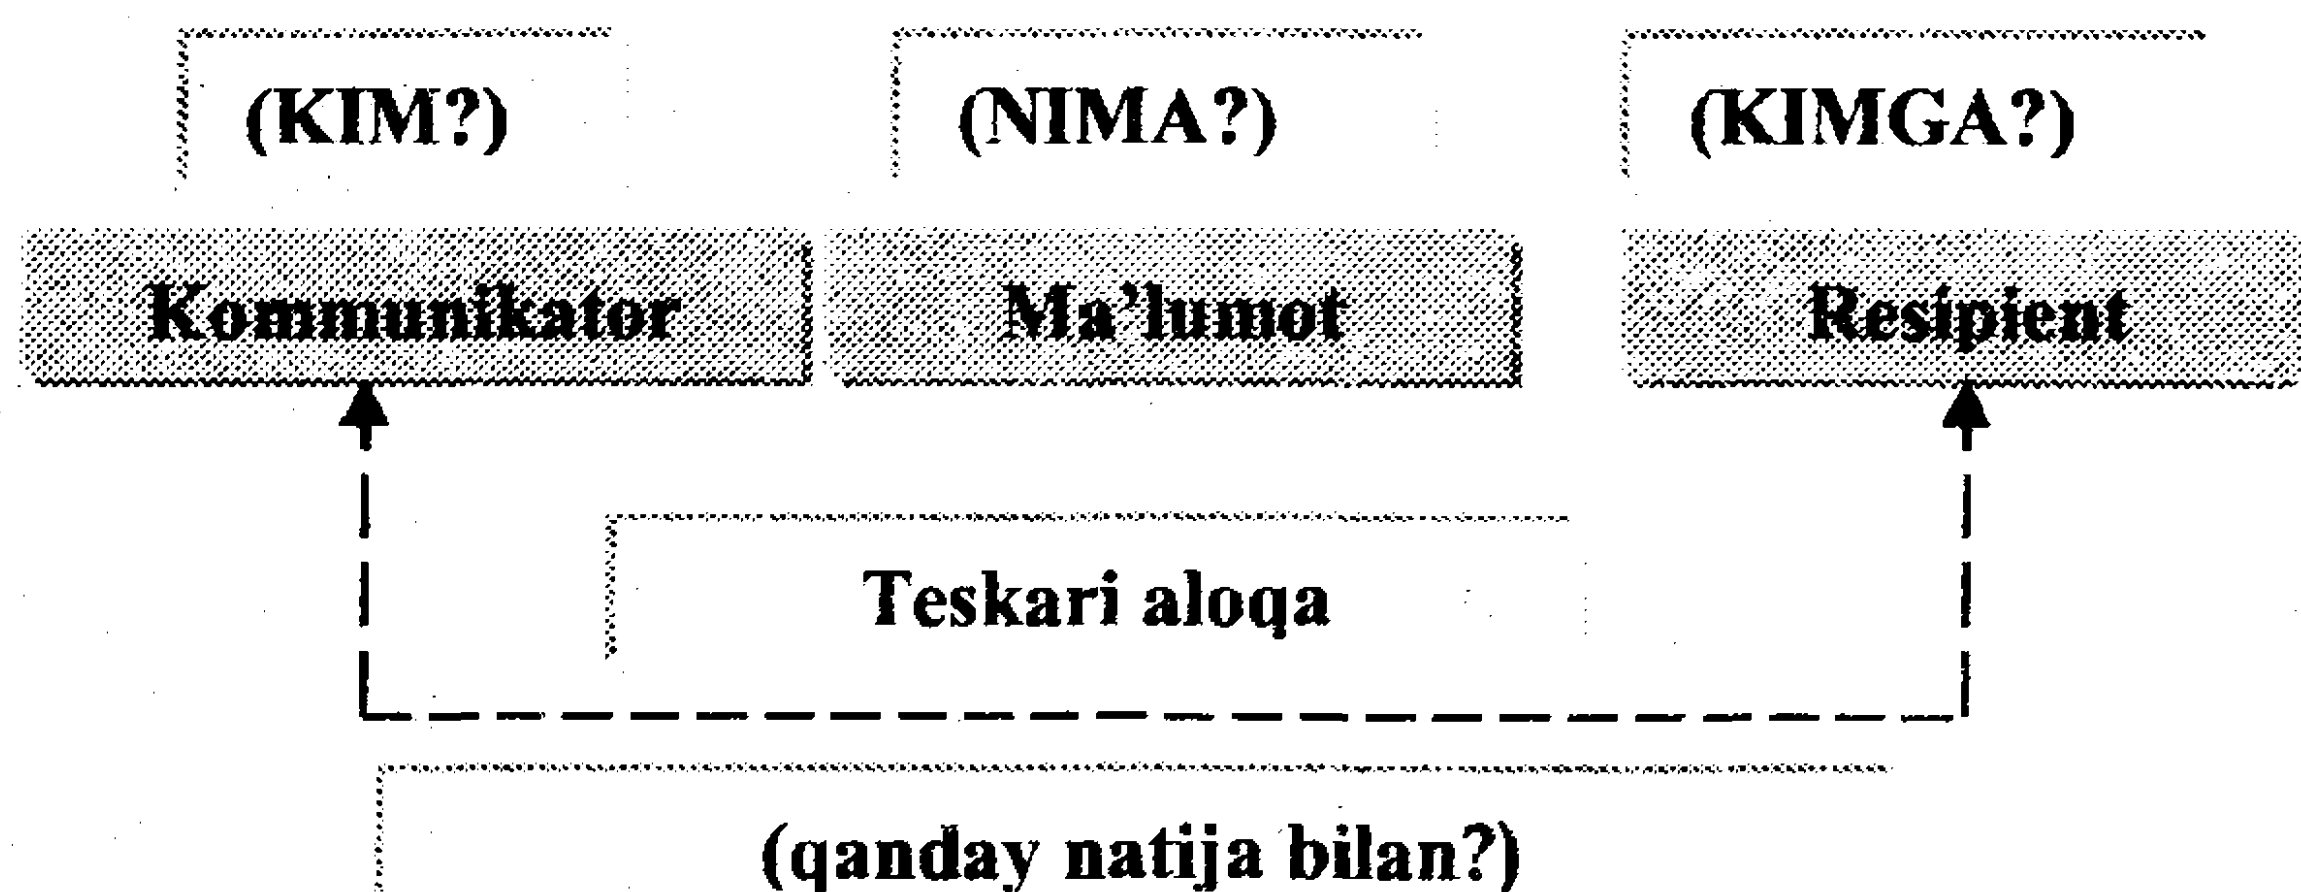 (KIM?) (NIMA?) (KIMGA?)
Kommunikator Ma’lumot Resipient
Teskari aloqa
(qanday natija bilan?)